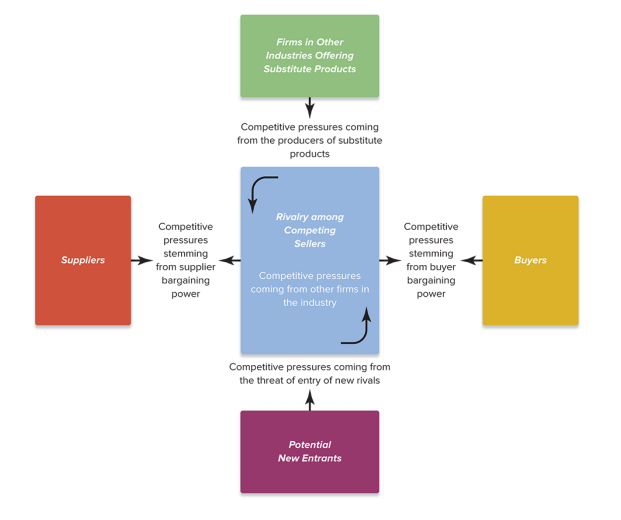 Firms in Other
Industries Offering
Substitute Products
Competitive pressures coming
from the producers of substitute
products
Suppliers
Competitive
pressures
stemming
from supplier
bargaining
power
Rivalry among
Competing
Sellers
Competitive pressures
coming from other firms in
the industry
Competitive
pressures
stemming
from buyer
bargaining
power
Buyers
Competitive pressures coming from
the threat of entry of new rivals
Potential
New Entrants